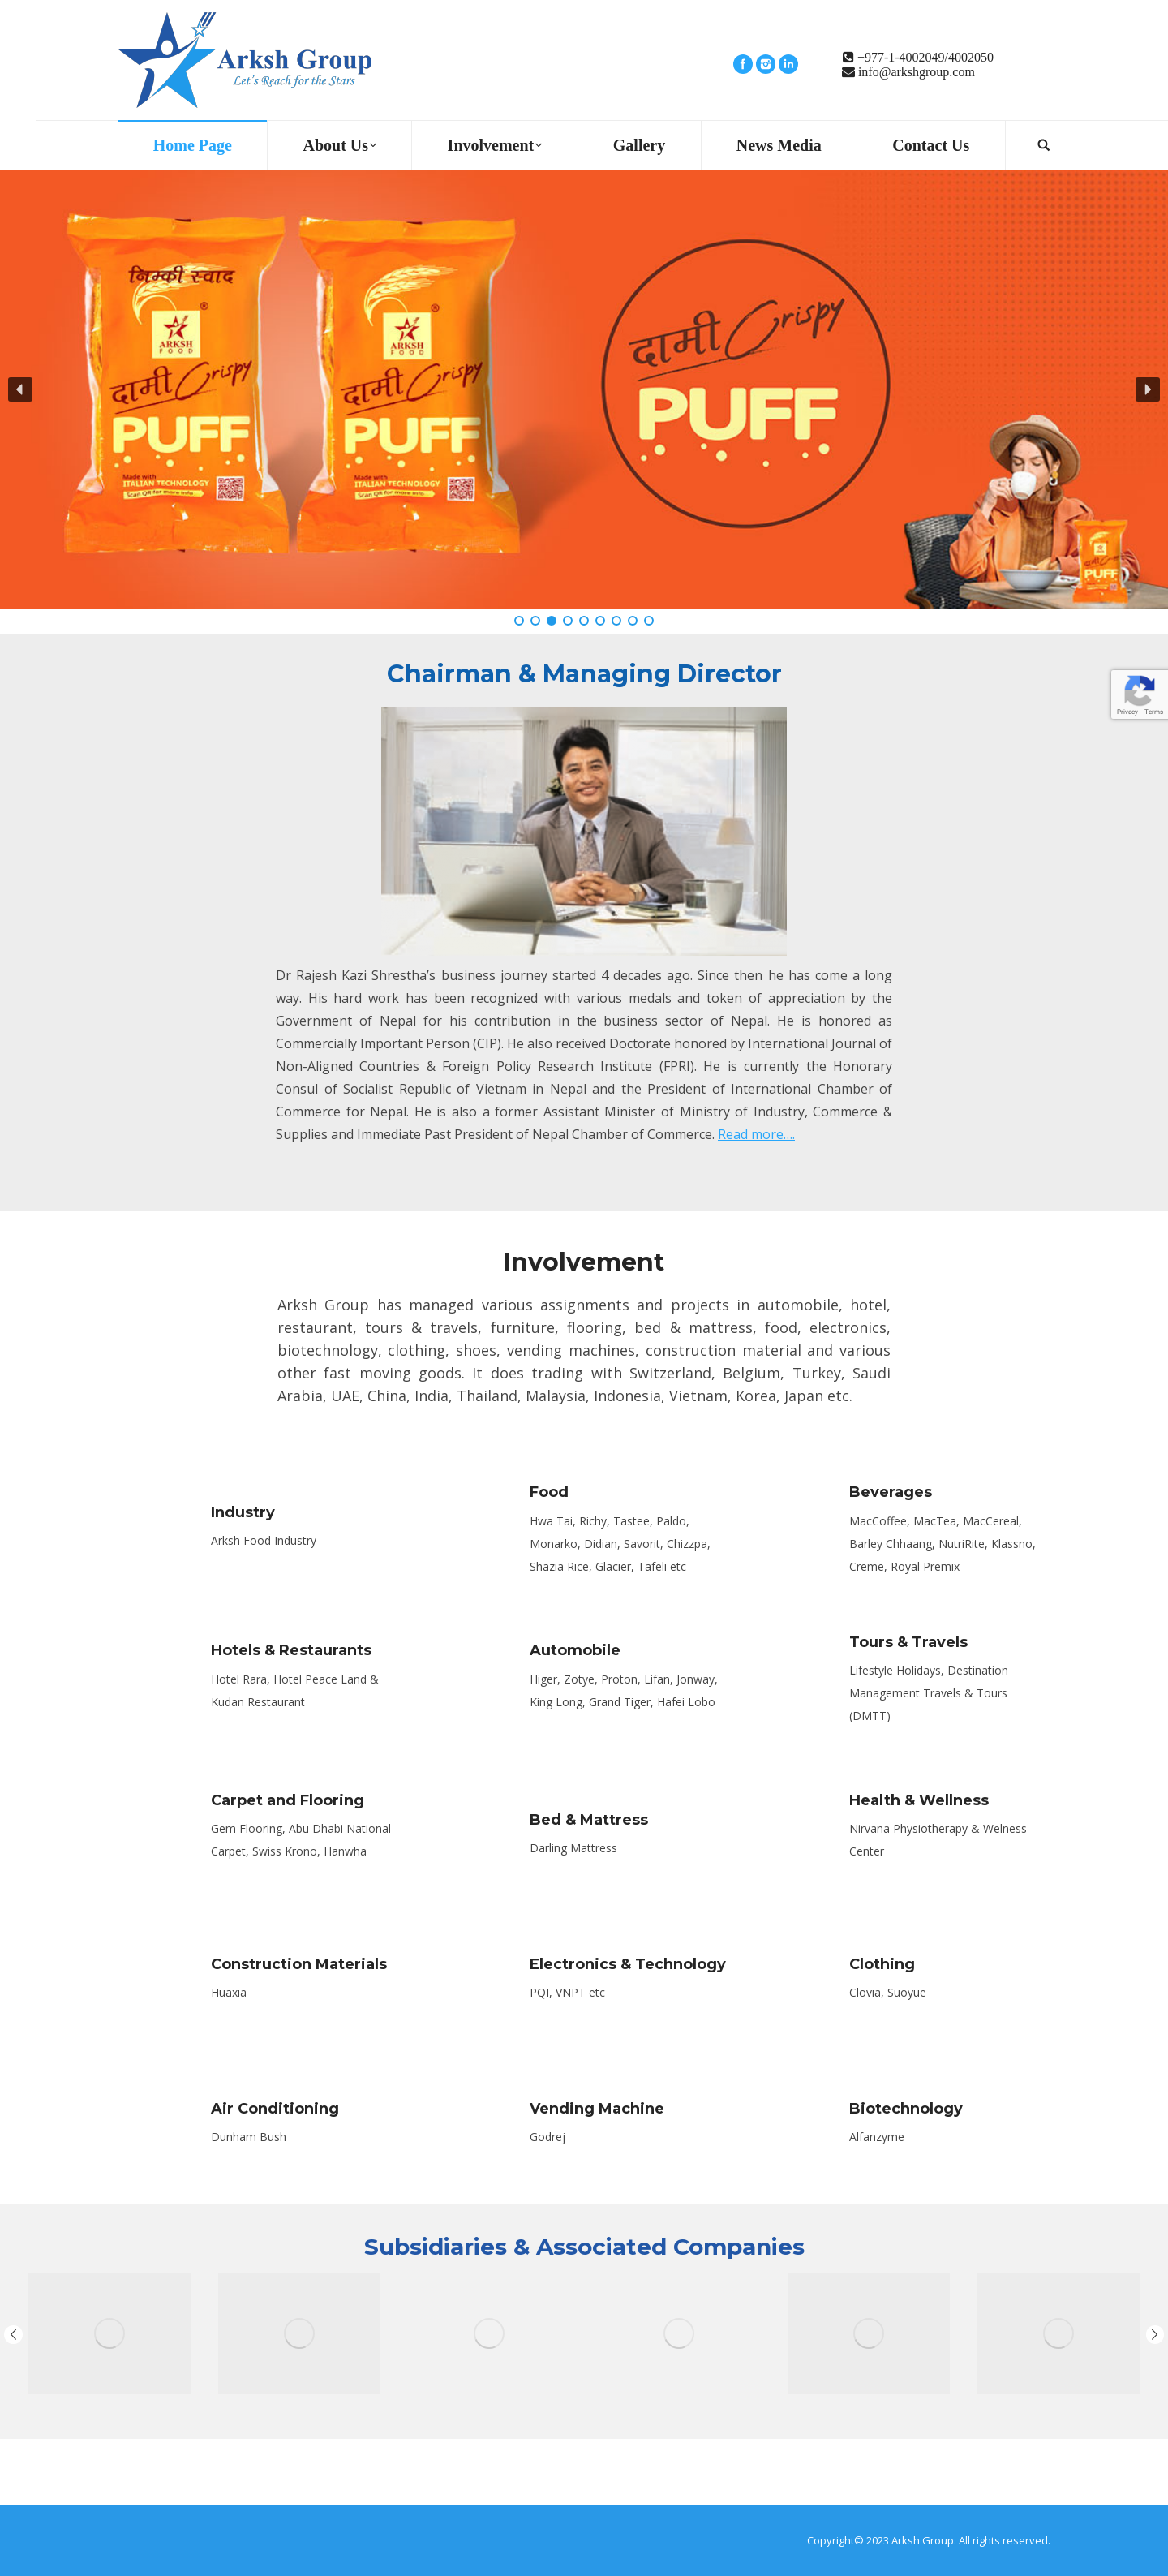 Arksh Group
Let's Reach for the Stars
+977-1-4002049/4002050
info@arkshgroup.com
Home Page
About Us
Involvement
Gallery
News Media
Contact Us
निम्की स्वाद
ARKSH
FOOD
दामी Crispy
PUFF
Made with
ITALIAN TECHNOLOGY
Scan QR for more info
ARKSH
FOOD
दामी Crispy
PUFF
Made with
ITALIAN TECHNOLOGY
Scan QR for more info
दामी Crispy
PUFF
PUFF
Chairman & Managing Director
Privacy - Terms
Dr Rajesh Kazi Shrestha’s business journey started 4 decades ago. Since then he has come a long
way. His hard work has been recognized with various medals and token of appreciation by the
Government of Nepal for his contribution in the business sector of Nepal. He is honored as
Commercially Important Person (CIP). He also received Doctorate honored by International Journal of
Non-Aligned Countries & Foreign Policy Research Institute (FPRI). He is currently the Honorary
Consul of Socialist Republic of Vietnam in Nepal and the President of International Chamber of
Commerce for Nepal. He is also a former Assistant Minister of Ministry of Industry, Commerce &
Supplies and Immediate Past President of Nepal Chamber of Commerce. Read more….
Involvement
Arksh Group has managed various assignments and projects in automobile, hotel,
restaurant, tours & travels, furniture, flooring, bed & mattress, food, electronics,
biotechnology, clothing, shoes, vending machines, construction material and various
other fast moving goods. It does trading with Switzerland, Belgium, Turkey, Saudi
Arabia, UAE, China, India, Thailand, Malaysia, Indonesia, Vietnam, Korea, Japan etc.
Industry
Arksh Food Industry
Food
Hwa Tai, Richy, Tastee, Paldo,
Monarko, Didian, Savorit, Chizzpa,
Shazia Rice, Glacier, Tafeli etc
Beverages
MacCoffee, MacTea, MacCereal,
Barley Chhaang, NutriRite, Klassno,
Creme, Royal Premix
Hotels & Restaurants
Hotel Rara, Hotel Peace Land &
Kudan Restaurant
Automobile
Higer, Zotye, Proton, Lifan, Jonway,
King Long, Grand Tiger, Hafei Lobo
Tours & Travels
Lifestyle Holidays, Destination
Management Travels & Tours
(DMTT)
Carpet and Flooring
Gem Flooring, Abu Dhabi National
Carpet, Swiss Krono, Hanwha
Bed & Mattress
Darling Mattress
Health & Wellness
Nirvana Physiotherapy & Welness
Center
Construction Materials
Huaxia
Electronics & Technology
PQI, VNPT etc
Clothing
Clovia, Suoyue
Air Conditioning
Dunham Bush
Vending Machine
Godrej
Biotechnology
Alfanzyme
Subsidiaries & Associated Companies
Copyright© 2023 Arksh Group. All rights reserved.